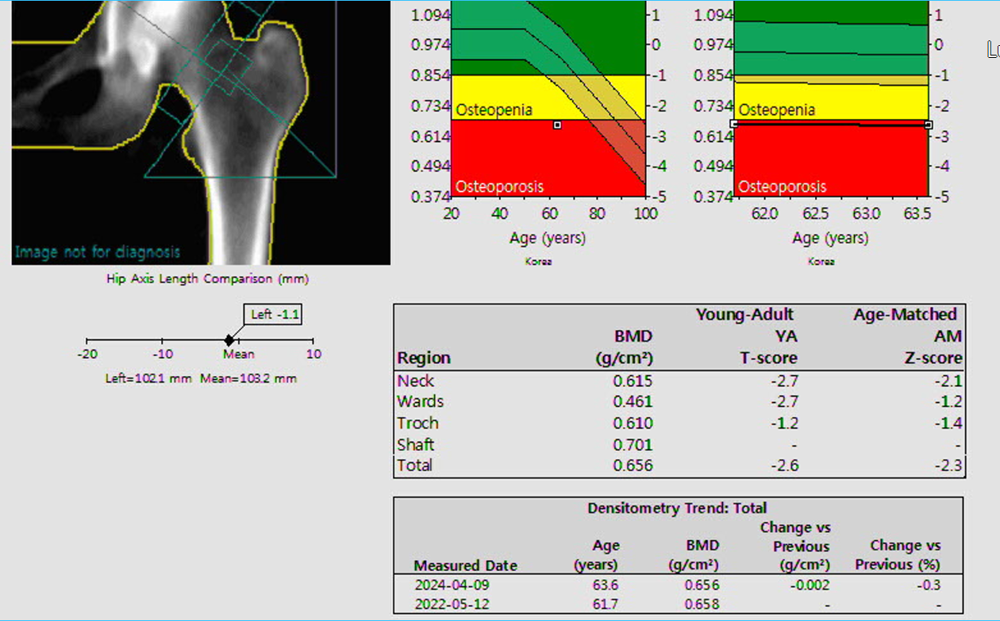 1.094
0.974
0.854
0.734
0.614
0.494
0.374
Osteopenia
Osteoporosis
1
0
-1
-2
-3
-4
-5
20 40 60 80 100
Age (years)
Korea
1.094
0.974
0.854
0.734
0.614
0.494
0.374
Osteopenia
Osteoporosis
1
0
-1
-2
-3
-4
-5
62.0 62.5 63.0 63.5
Age (years)
Korea
Image not for diagnosis
Hip Axis Length Comparison (mm)
Left -1.1
-20 -10 Mean 10
Left=102.1 mm Mean=103.2 mm
Young-Adult Age-Matched
BMD YA AM
Region (g/cm²) T-score Z-score
Neck 0.615 -2.7 -2.1
Wards 0.461 -2.7 -1.2
Troch 0.610 -1.2 -1.4
Shaft 0.701 - -
Total 0.656 -2.6 -2.3
Densitometry Trend: Total
Change vs
Age BMD Previous Change vs
Measured Date (years) (g/cm²) (g/cm²) Previous (%)
2024-04-09 63.6 0.656 -0.002 -0.3
2022-05-12 61.7 0.658 - -